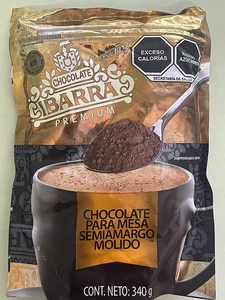 CHOCOLATE
IBARRA
PREMIUM
EXCESO
CALORÍAS
SECRETARÍA DE SALUD
CHOCOLATE
PARA MESA
SEMIAMARGO
MOLIDO
CONT. NETO: 340 g